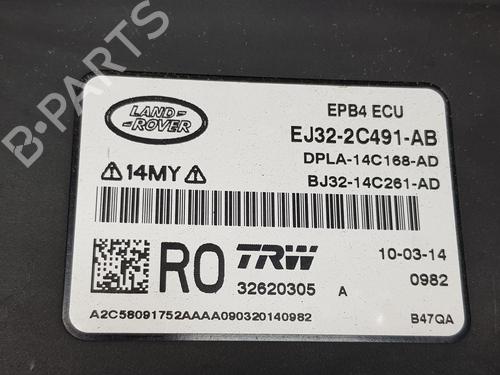 B-PARTS
LAND
ROVER
EPB4 ECU
EJ32-2C491-AB
DPLA-14C168-AD
BJ32-14C261-AD
14MY
RO
TRW
32620305 A
10-03-14
0982
A2C58091752AAAA090320140982
B47QA